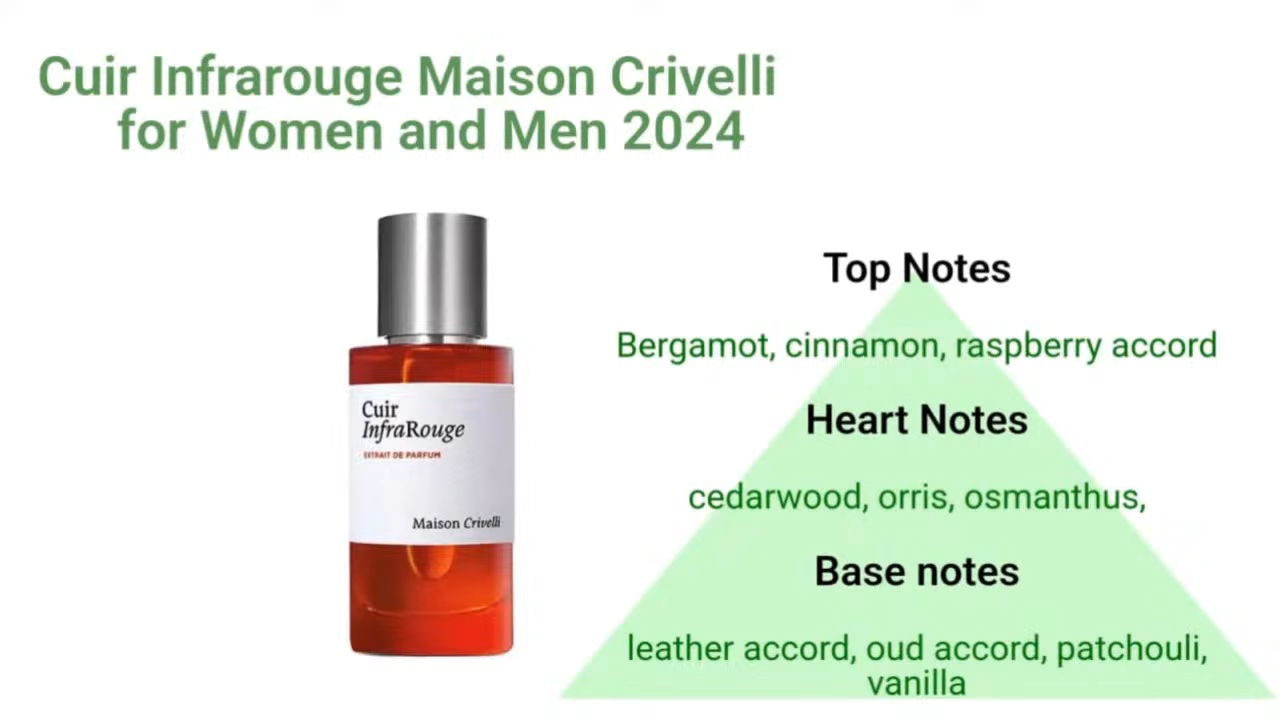 Cuir Infrarouge Maison Crivelli
for Women and Men 2024
Cuir
InfraRouge
EXTRAIT DE PARFUM
Maison Crivelli
Top Notes
Bergamot, cinnamon, raspberry accord
Heart Notes
cedarwood, orris, osmanthus,
Base notes
leather accord, oud accord, patchouli,
vanilla